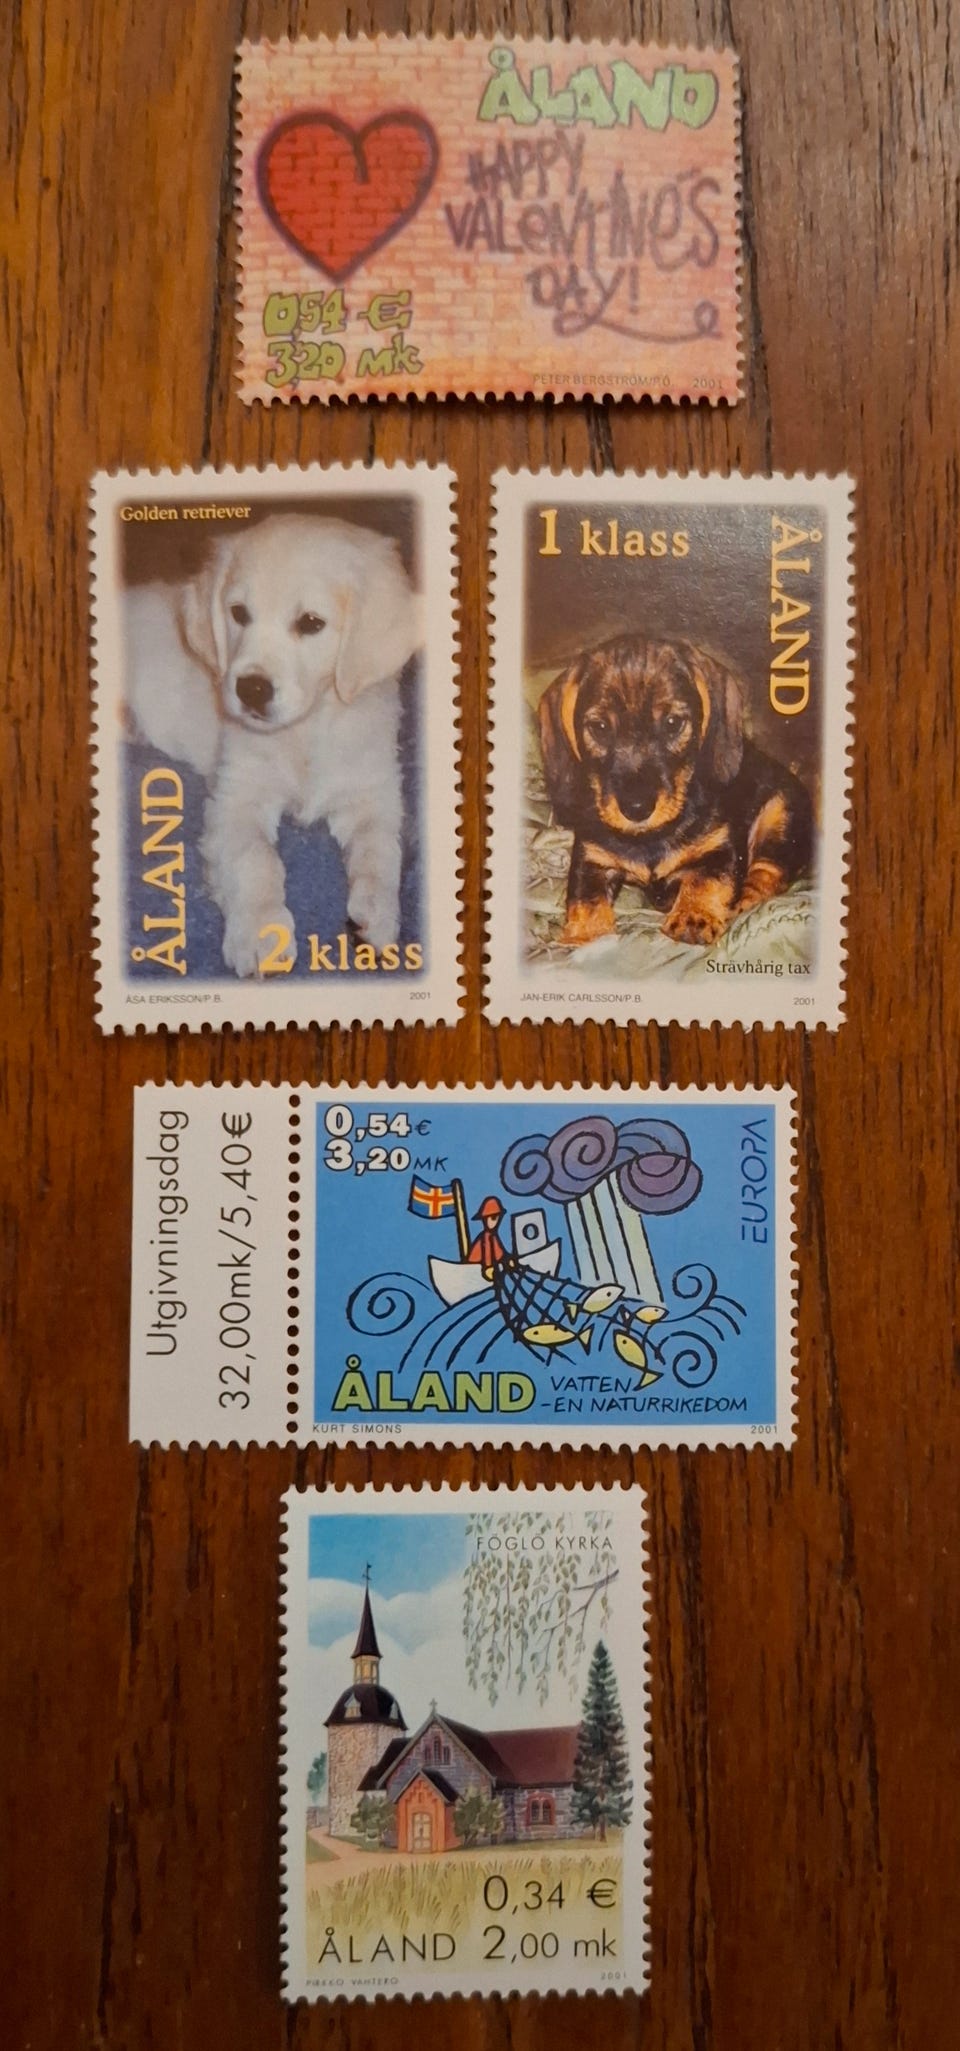 ÅLAND
HAPPY
VALENTINE'S
DAY!
0,54 €
3,20 MK
PETER BERGSTRÖM/P.Ö. 2001
Golden retriever
ÅLAND
2 klass
ÅSA ERIKSSON/P.B. 2001
1 klass
ÅLAND
Strävhårig tax
JAN-ERIK CARLSSON/P.B. 2001
Utgivningsdag
32,00mk/5,40€
0,54€
3,20MK
EUROPA
ÅLAND
VATTEN
-EN NATURRIKEDOM
KURT SIMONS 2001
FÖGLÖ KYRKA
0,34 €
ÅLAND 2,00 mk
PIRKKO VAHTERO 2001